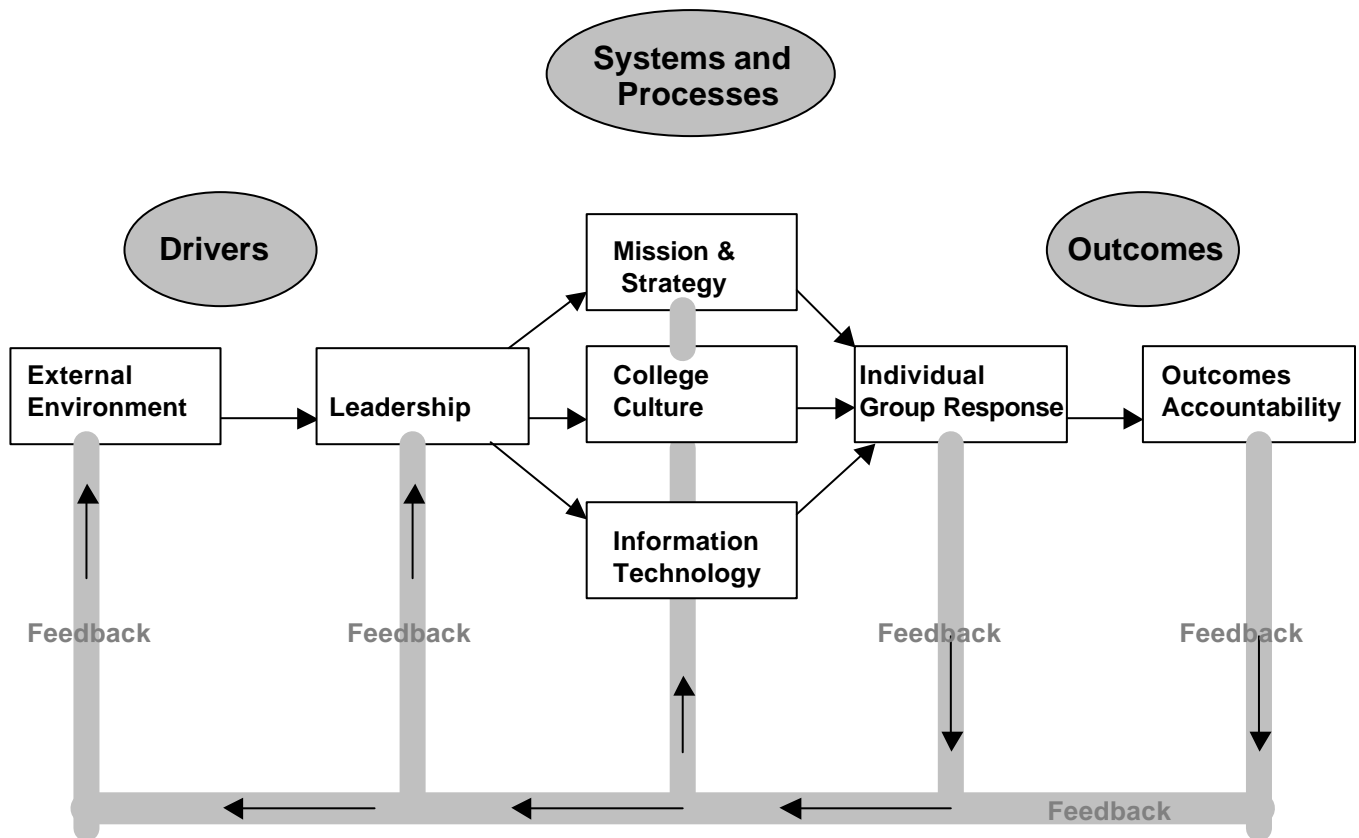 Systems and
Processes
Drivers
Outcomes
Mission &
Strategy
External
Environment
Leadership
College
Culture
Individual
Group Response
Outcomes
Accountability
Information
Technology
Feedback
Feedback
Feedback
Feedback
Feedback